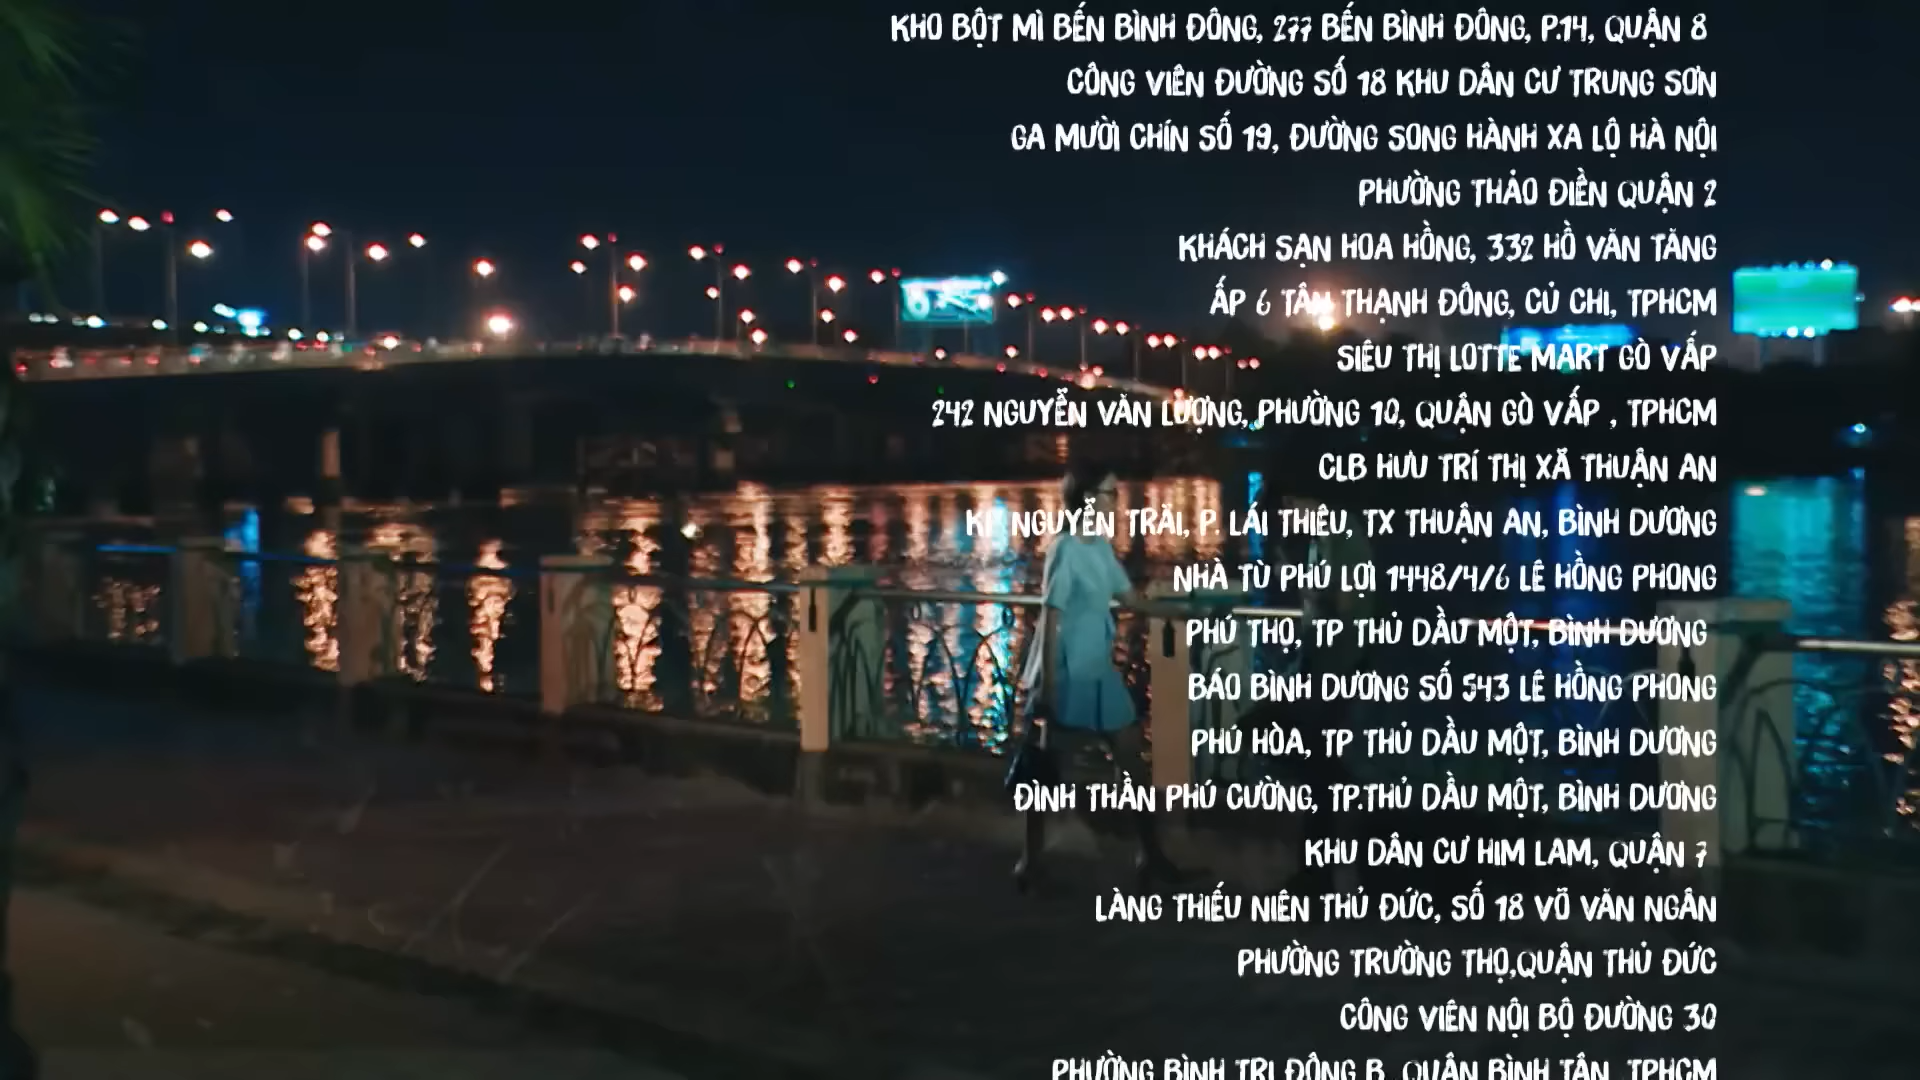 KHO BỘT MÌ BẾN BÌNH ĐÔNG, 277 BẾN BÌNH ĐÔNG, P.14, QUẬN 8
CÔNG VIÊN ĐƯỜNG SỐ 18 KHU DÂN CƯ TRUNG SƠN
GA MƯỜI CHÍN SỐ 19, ĐƯỜNG SONG HÀNH XA LỘ HÀ NỘI
PHƯỜNG THẢO ĐIỀN QUẬN 2
KHÁCH SẠN HOA HỒNG, 332 HỒ VĂN TĂNG
ẤP 6 TÂN THẠNH ĐÔNG, CỦ CHI, TPHCM
SIÊU THỊ LOTTE MART GÒ VẤP
242 NGUYỄN VĂN LƯỢNG, PHƯỜNG 10, QUẬN GÒ VẤP , TPHCM
CLB HƯU TRÍ THỊ XÃ THUẬN AN
KP NGUYỄN TRÃI, P. LÁI THIÊU, TX THUẬN AN, BÌNH DƯƠNG
NHÀ TÙ PHÚ LỢI 1448/4/6 LÊ HỒNG PHONG
PHÚ THỌ, TP THỦ DẦU MỘT, BÌNH DƯƠNG
BÁO BÌNH DƯƠNG SỐ 543 LÊ HỒNG PHONG
PHÚ HÒA, TP THỦ DẦU MỘT, BÌNH DƯƠNG
ĐÌNH THẦN PHÚ CƯỜNG, TP.THỦ DẦU MỘT, BÌNH DƯƠNG
KHU DÂN CƯ HIM LAM, QUẬN 7
LÀNG THIẾU NIÊN THỦ ĐỨC, SỐ 18 VÕ VĂN NGÂN
PHƯỜNG TRƯỜNG THỌ,QUẬN THỦ ĐỨC
CÔNG VIÊN NỘI BỘ ĐƯỜNG 30
PHƯỜNG BÌNH TRỊ ĐÔNG B, QUẬN BÌNH TÂN, TPHCM